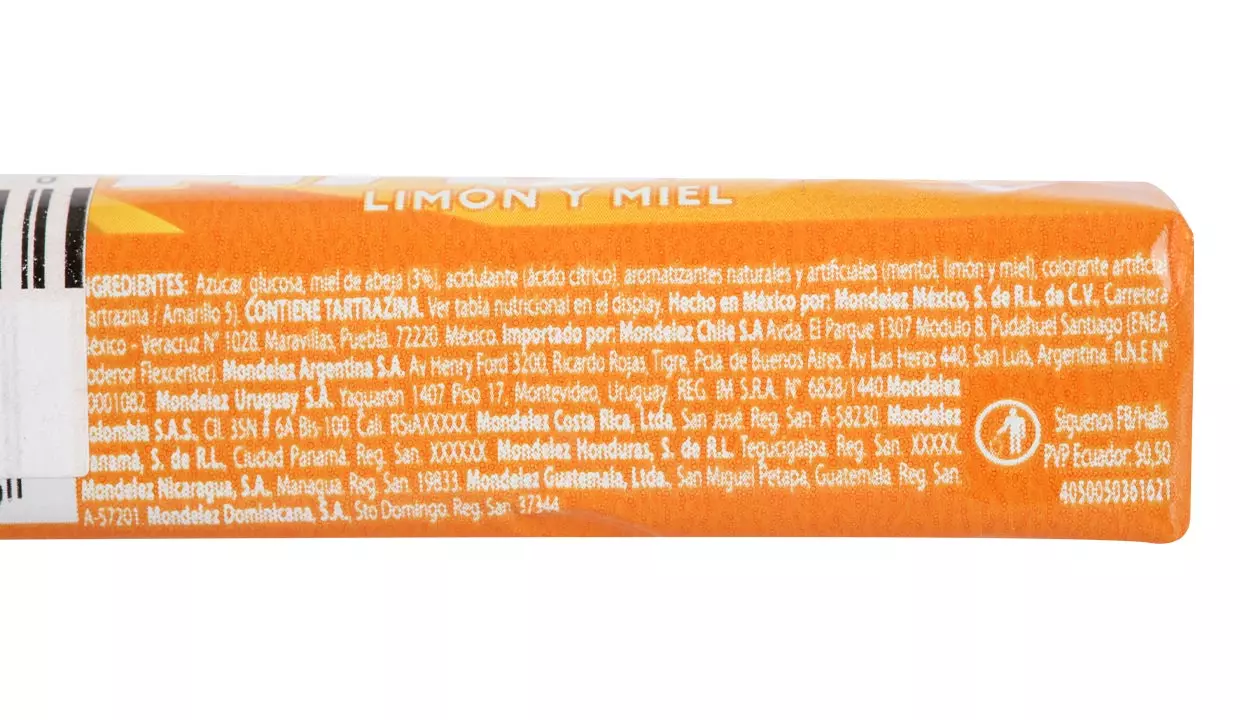 LIMON Y MIEL
INGREDIENTES: Azúcar, glucosa, miel de abeja (3%), acidulante (ácido cítrico), aromatizantes naturales y artificiales (mentol, limón y miel), colorante artificial
Tartrazina / Amarillo 5). CONTIENE TARTRAZINA. Ver tabla nutricional en el display. Hecho en México por: Mondelez México, S. de R.L. de C.V., Carretera
México - Veracruz N° 1028. Maravillas, Puebla. 72220. México. Importado por: Mondelez Chile S.A Avda. El Parque 1307 Modulo 8, Pudahuel Santiago (ENEA
Flexcenter). Mondelez Argentina S.A. Av Henry Ford 3200, Ricardo Rojas, Tigre, Pcia. de Buenos Aires. Av Las Heras 440, San Luis, Argentina. R.N.E N°
0001082. Mondelez Uruguay S.A. Yaguarón 1407 Piso 17, Montevideo, Uruguay. REG. IM S.R.A. N° 6828/1440. Mondelez
Colombia S.A.S. Cll. 35N # 6A Bis-100 Cali. RSiAXXXXX. Mondelez Costa Rica, Ltda, San José. Reg. San. A-58230. Mondelez
Panamá, S. de R.L. Ciudad Panamá. Reg. San. XXXXXX. Mondelez Honduras, S. de R.L. Tegucigalpa. Reg. San. XXXXX.
Mondelez Nicaragua, S.A., Managua. Reg. San. 19833. Mondelez Guatemala, Ltda., San Miguel Petapa, Guatemala. Reg. San.
A-57201. Mondelez Dominicana, S.A., Sto Domingo. Reg. San. 37344
Síguenos FB/Halls
PVP Ecuador: $0.50
4050050361621